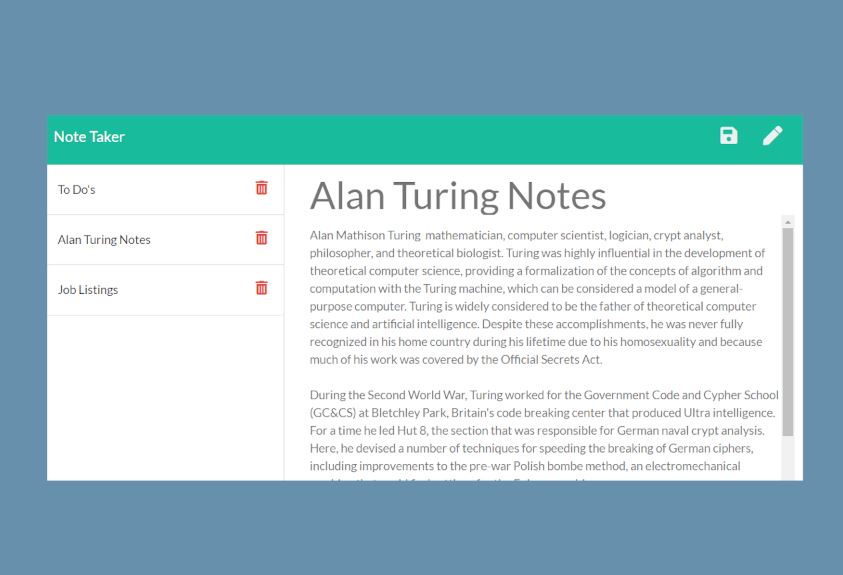 Note Taker
To Do's
Alan Turing Notes
Job Listings
Alan Turing Notes
Alan Mathison Turing  mathematician, computer scientist, logician, crypt analyst,
philosopher, and theoretical biologist. Turing was highly influential in the development of
theoretical computer science, providing a formalization of the concepts of algorithm and
computation with the Turing machine, which can be considered a model of a general-
purpose computer. Turing is widely considered to be the father of theoretical computer
science and artificial intelligence. Despite these accomplishments, he was never fully
recognized in his home country during his lifetime due to his homosexuality and because
much of his work was covered by the Official Secrets Act.
During the Second World War, Turing worked for the Government Code and Cypher School
(GC&CS) at Bletchley Park, Britain's code breaking center that produced Ultra intelligence.
For a time he led Hut 8, the section that was responsible for German naval crypt analysis.
Here, he devised a number of techniques for speeding the breaking of German ciphers,
including improvements to the pre-war Polish bombe method, an electromechanical